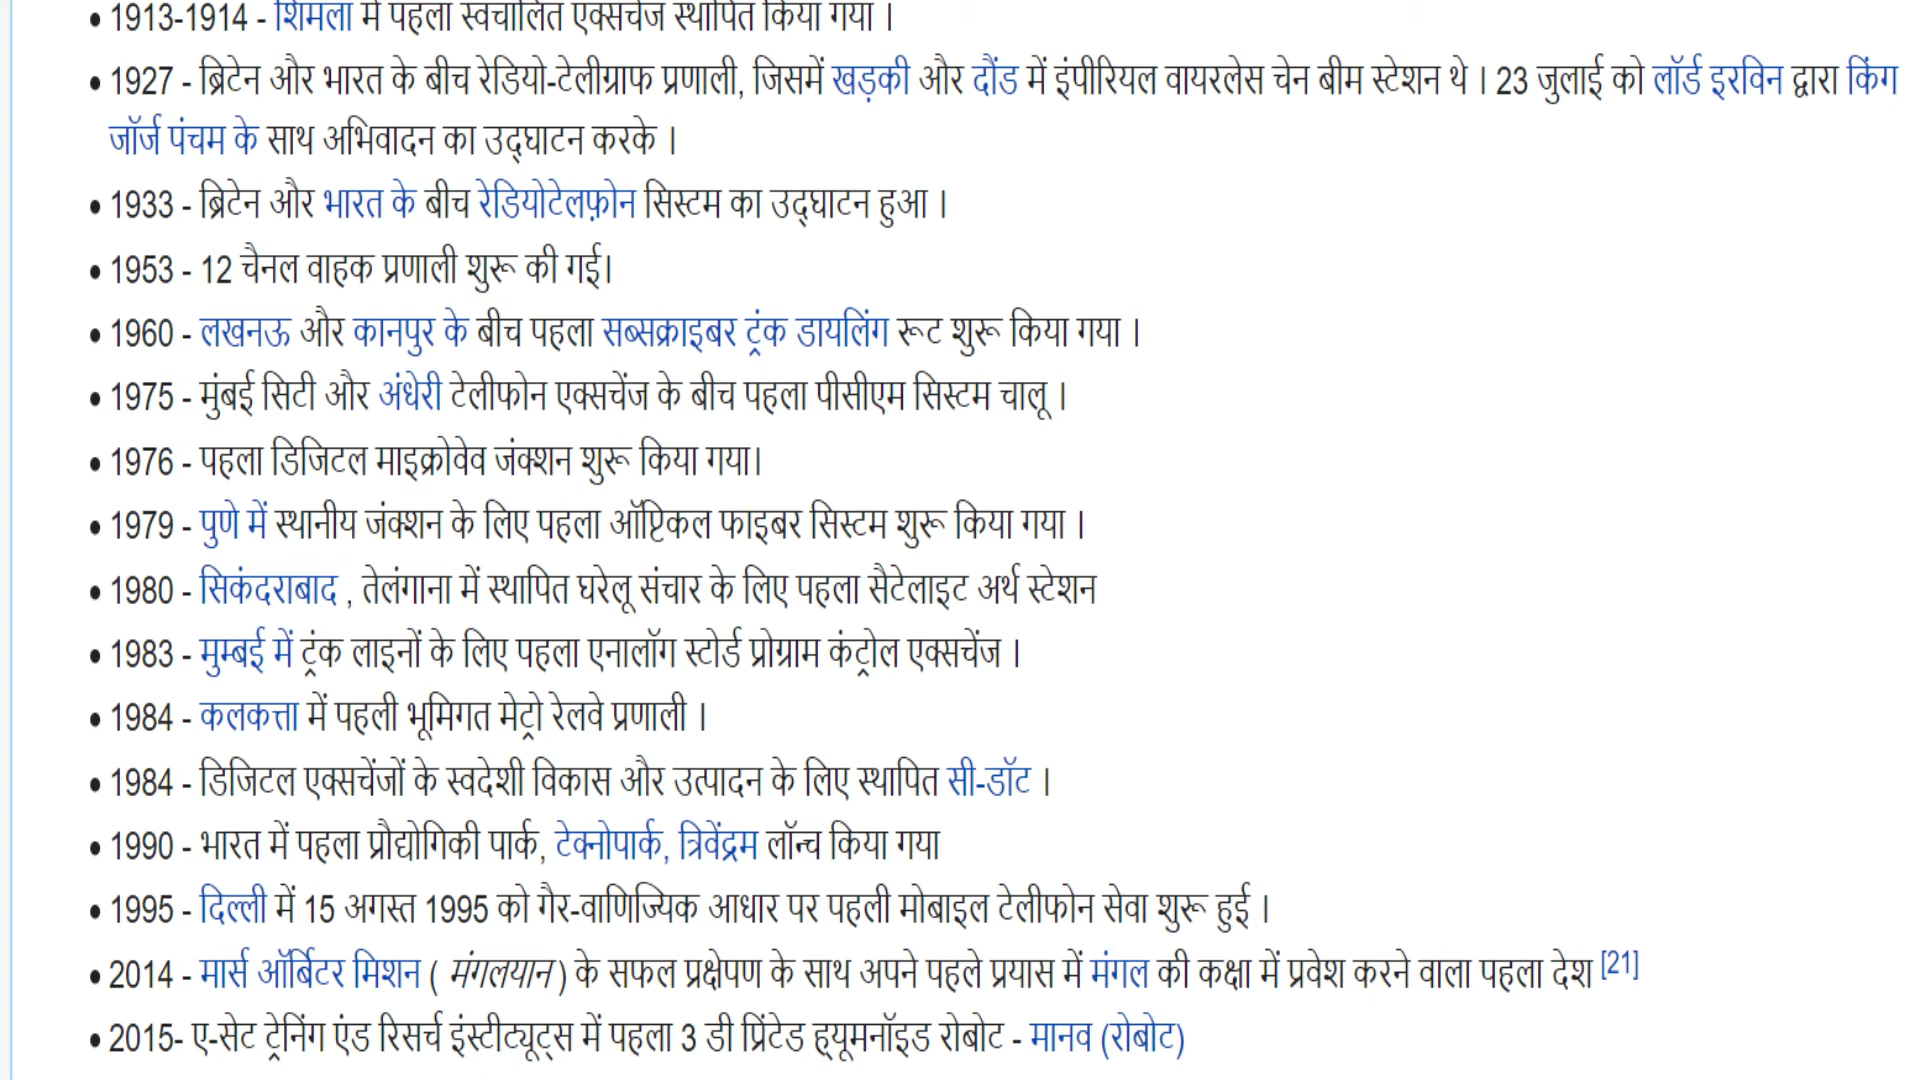 • 1913-1914 - शिमला में पहला स्वचालित एक्सचेंज स्थापित किया गया ।
• 1927 - ब्रिटेन और भारत के बीच रेडियो-टेलीग्राफ प्रणाली, जिसमें खड़की और दौंड में इंपीरियल वायरलेस चेन बीम स्टेशन थे । 23 जुलाई को लॉर्ड इरविन द्वारा किंग
जॉर्ज पंचम के साथ अभिवादन का उद्घाटन करके ।
• 1933 - ब्रिटेन और भारत के बीच रेडियोटेलफ़ोन सिस्टम का उद्घाटन हुआ ।
• 1953 - 12 चैनल वाहक प्रणाली शुरू की गई।
• 1960 - लखनऊ और कानपुर के बीच पहला सब्सक्राइबर ट्रंक डायलिंग रूट शुरू किया गया ।
• 1975 - मुंबई सिटी और अंधेरी टेलीफोन एक्सचेंज के बीच पहला पीसीएम सिस्टम चालू ।
• 1976 - पहला डिजिटल माइक्रोवेव जंक्शन शुरू किया गया।
• 1979 - पुणे में स्थानीय जंक्शन के लिए पहला ऑप्टिकल फाइबर सिस्टम शुरू किया गया ।
• 1980 - सिकंदराबाद , तेलंगाना में स्थापित घरेलू संचार के लिए पहला सैटेलाइट अर्थ स्टेशन
• 1983 - मुम्बई में ट्रंक लाइनों के लिए पहला एनालॉग स्टोर्ड प्रोग्राम कंट्रोल एक्सचेंज ।
• 1984 - कलकत्ता में पहली भूमिगत मेट्रो रेलवे प्रणाली ।
• 1984 - डिजिटल एक्सचेंजों के स्वदेशी विकास और उत्पादन के लिए स्थापित सी-डॉट ।
• 1990 - भारत में पहला प्रौद्योगिकी पार्क, टेक्नोपार्क, त्रिवेंद्रम लॉन्च किया गया
• 1995 - दिल्ली में 15 अगस्त 1995 को गैर-वाणिज्यिक आधार पर पहली मोबाइल टेलीफोन सेवा शुरू हुई ।
• 2014 - मार्स ऑर्बिटर मिशन ( मंगलयान ) के सफल प्रक्षेपण के साथ अपने पहले प्रयास में मंगल की कक्षा में प्रवेश करने वाला पहला देश [21]
• 2015- ए-सेट ट्रेनिंग एंड रिसर्च इंस्टीट्यूट्स में पहला 3 डी प्रिंटेड ह्यूमनॉइड रोबोट - मानव (रोबोट)